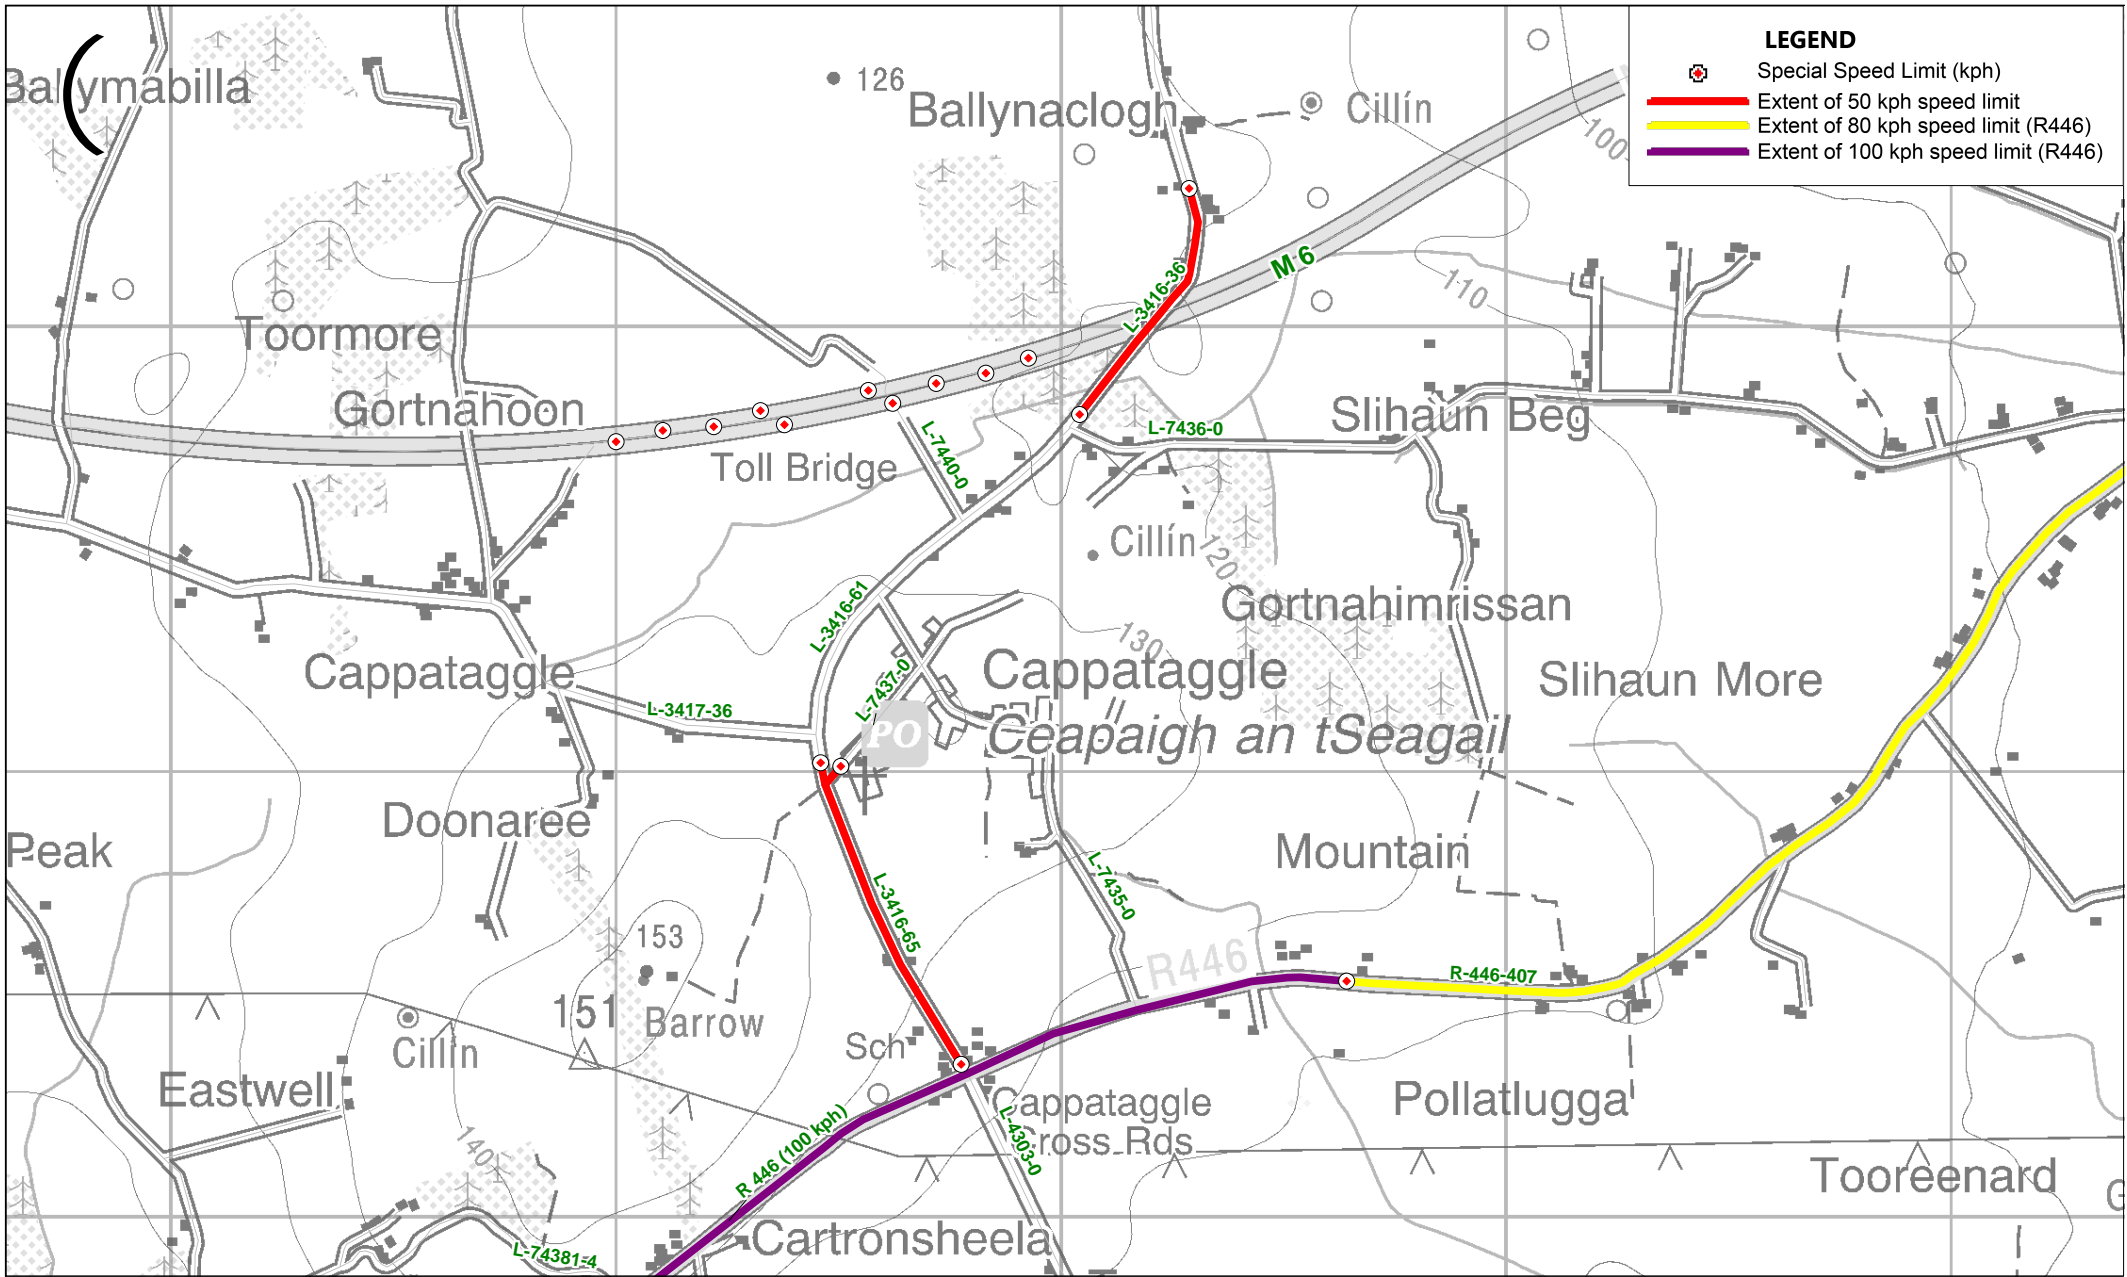 LEGEND
Special Speed Limit (kph)
Extent of 50 kph speed limit
Extent of 80 kph speed limit (R446)
Extent of 100 kph speed limit (R446)
Ballymabilla
126
Ballynaclogh
Cillín
100
M 6
L-3416-36
110
Toormore
Gortnahoon
Slihaun Beg
L-7436-0
Toll Bridge
L-7440-0
Cillín
120
L-3416-61
Gortnahimrissan
130
Cappataggle
Cappataggle
L-7437-0
Slihaun More
L-3417-36
PO
Ceapaigh an tSeagail
Doonaree
Peak
Mountain
L-7435-0
L-3416-65
153
R446
R-446-407
151
Barrow
Cillín
Sch
Eastwell
Cappataggle
Cross Rds
L-4303-0
Pollatlugga
R 446 (100 kph)
140
Tooreenard
G
Cartronsheela
L-74381-4